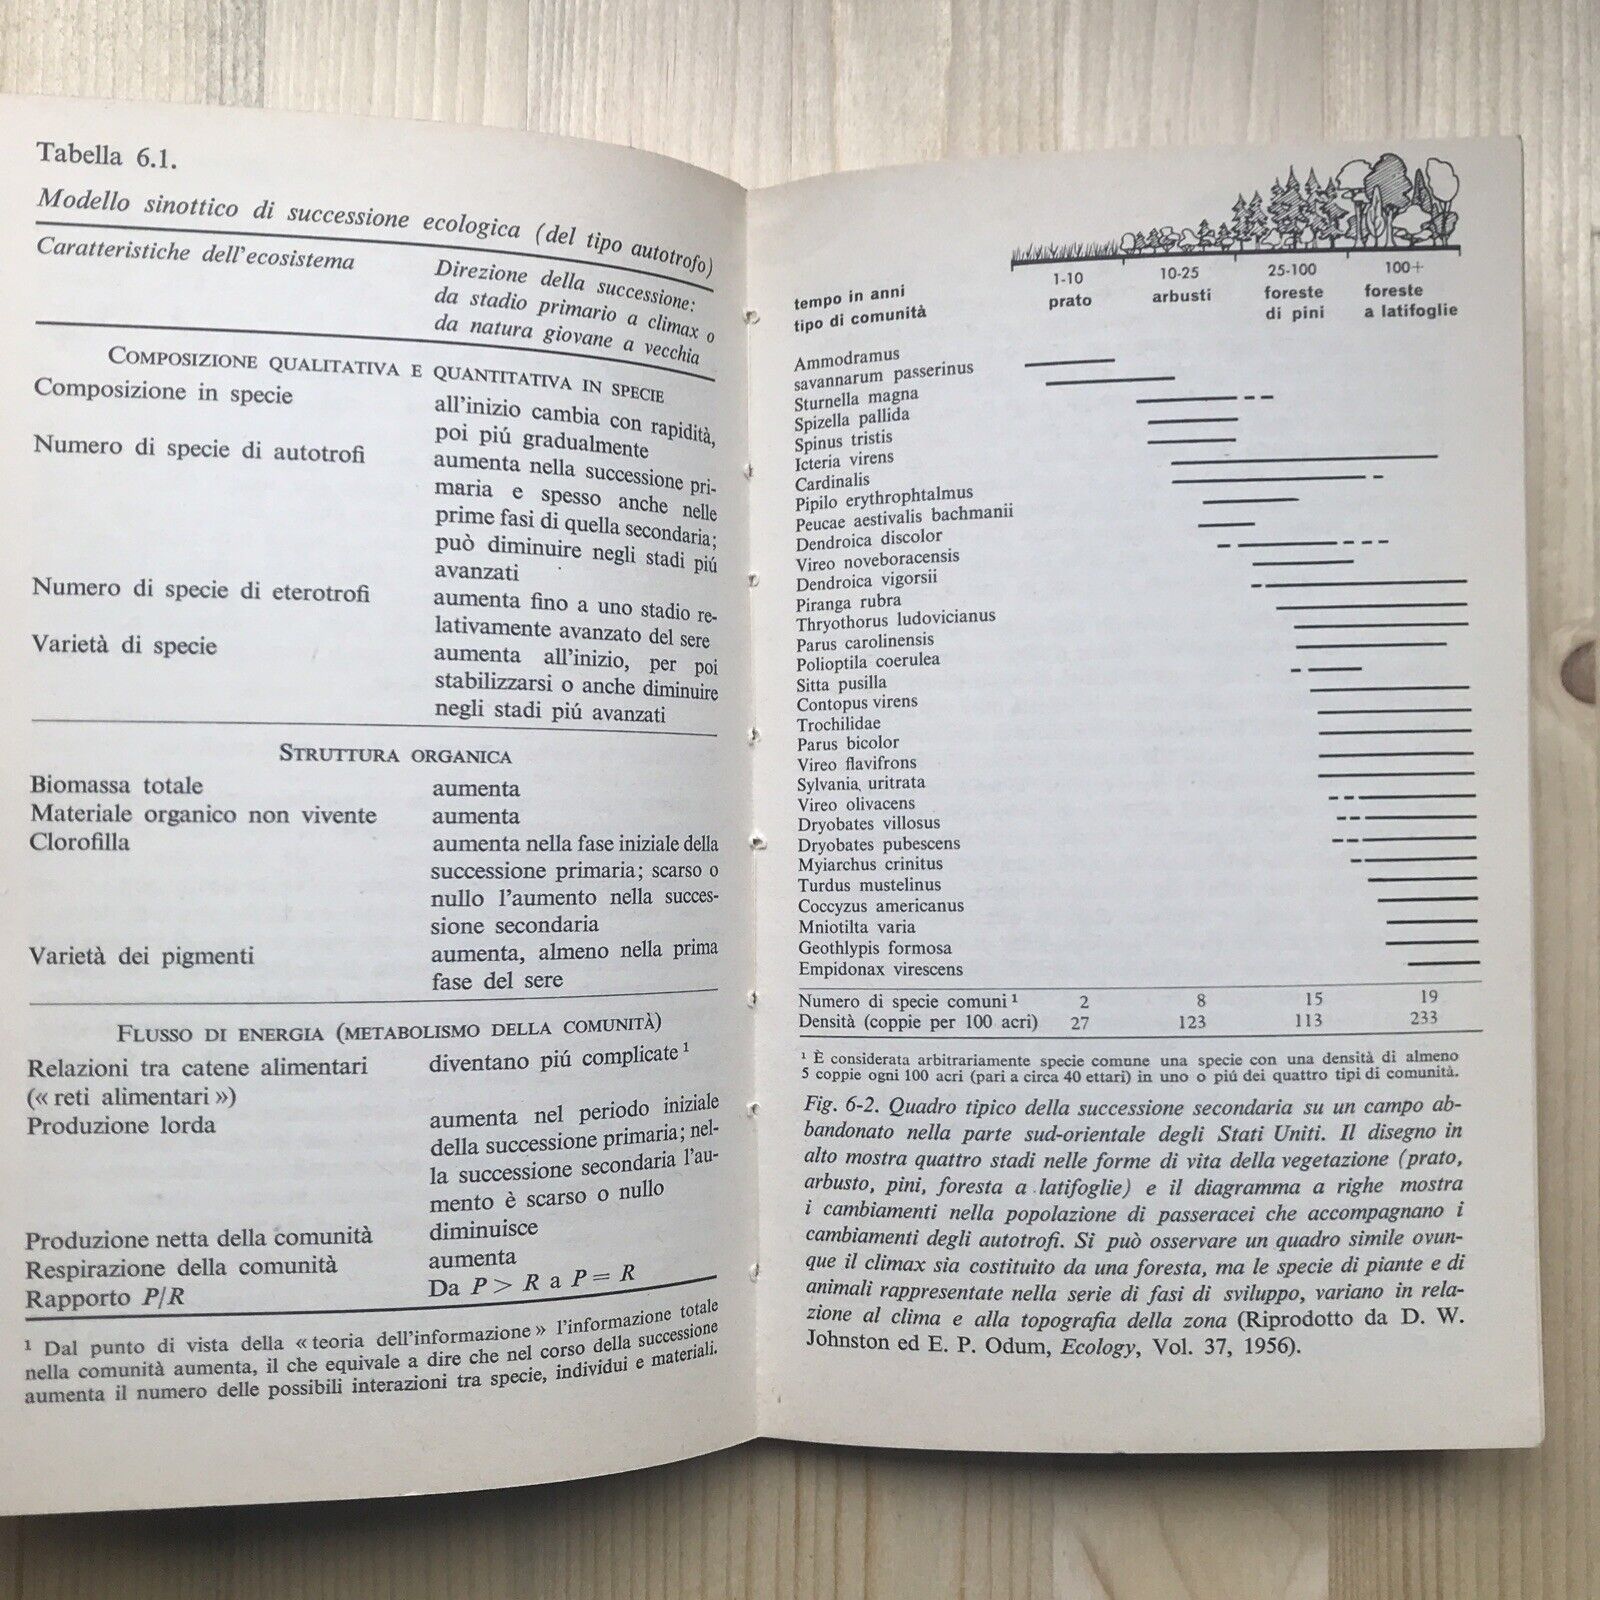 Tabella 6.1.
Modello sinottico di successione ecologica (del tipo autotrofo)
Caratteristiche dell'ecosistema
Direzione della successione:
da stadio primario a climax o
da natura giovane a vecchia
COMPOSIZIONE QUALITATIVA E QUANTITATIVA IN SPECIE
Composizione in specie
all'inizio cambia con rapidità,
poi piú gradualmente
Numero di specie di autotrofi
aumenta nella successione pri-
maria e spesso anche nelle
prime fasi di quella secondaria;
può diminuire negli stadi piú
avanzati
Numero di specie di eterotrofi
aumenta fino a uno stadio re-
lativamente avanzato del sere
Varietà di specie
aumenta all'inizio, per poi
stabilizzarsi o anche diminuire
negli stadi piú avanzati
STRUTTURA ORGANICA
Biomassa totale
aumenta
Materiale organico non vivente
aumenta
Clorofilla
aumenta nella fase iniziale della
successione primaria; scarso o
nullo l'aumento nella succes-
sione secondaria
Varietà dei pigmenti
aumenta, almeno nella prima
fase del sere
FLUSSO DI ENERGIA (METABOLISMO DELLA COMUNITÀ)
Relazioni tra catene alimentari
(« reti alimentari »)
diventano piú complicate ¹
Produzione lorda
aumenta nel periodo iniziale
della successione primaria; nel-
la successione secondaria l'au-
mento è scarso o nullo
Produzione netta della comunità
diminuisce
Respirazione della comunità
aumenta
Rapporto P/R
Da P > R a P = R
¹ Dal punto di vista della « teoria dell'informazione » l'informazione totale
nella comunità aumenta, il che equivale a dire che nel corso della successione
aumenta il numero delle possibili interazioni tra specie, individui e materiali.
tempo in anni
1-10
10-25
25-100
100+
tipo di comunità
prato
arbusti
foreste
di pini
foreste
a latifoglie
Ammodramus
savannarum passerinus
Sturnella magna
Spizella pallida
Spinus tristis
Icteria virens
Cardinalis
Pipilo erythrophtalmus
Peucae aestivalis bachmanii
Dendroica discolor
Vireo noveboracensis
Dendroica vigorsii
Piranga rubra
Thryothorus ludovicianus
Parus carolinensis
Polioptila coerulea
Sitta pusilla
Contopus virens
Trochilidae
Parus bicolor
Vireo flavifrons
Sylvania uritrata
Vireo olivacens
Dryobates villosus
Dryobates pubescens
Myiarchus crinitus
Turdus mustelinus
Coccyzus americanus
Mniotilta varia
Geothlypis formosa
Empidonax virescens
Numero di specie comuni ¹ 2 8 15 19
Densità (coppie per 100 acri) 27 123 113 233
¹ È considerata arbitrariamente specie comune una specie con una densità di almeno
5 coppie ogni 100 acri (pari a circa 40 ettari) in uno o piú dei quattro tipi di comunità.
Fig. 6-2. Quadro tipico della successione secondaria su un campo ab-
bandonato nella parte sud-orientale degli Stati Uniti. Il disegno in
alto mostra quattro stadi nelle forme di vita della vegetazione (prato,
arbusto, pini, foresta a latifoglie) e il diagramma a righe mostra
i cambiamenti nella popolazione di passeracei che accompagnano i
cambiamenti degli autotrofi. Si può osservare un quadro simile ovun-
que il climax sia costituito da una foresta, ma le specie di piante e di
animali rappresentate nella serie di fasi di sviluppo, variano in rela-
zione al clima e alla topografia della zona (Riprodotto da D. W.
Johnston ed E. P. Odum, Ecology, Vol. 37, 1956).